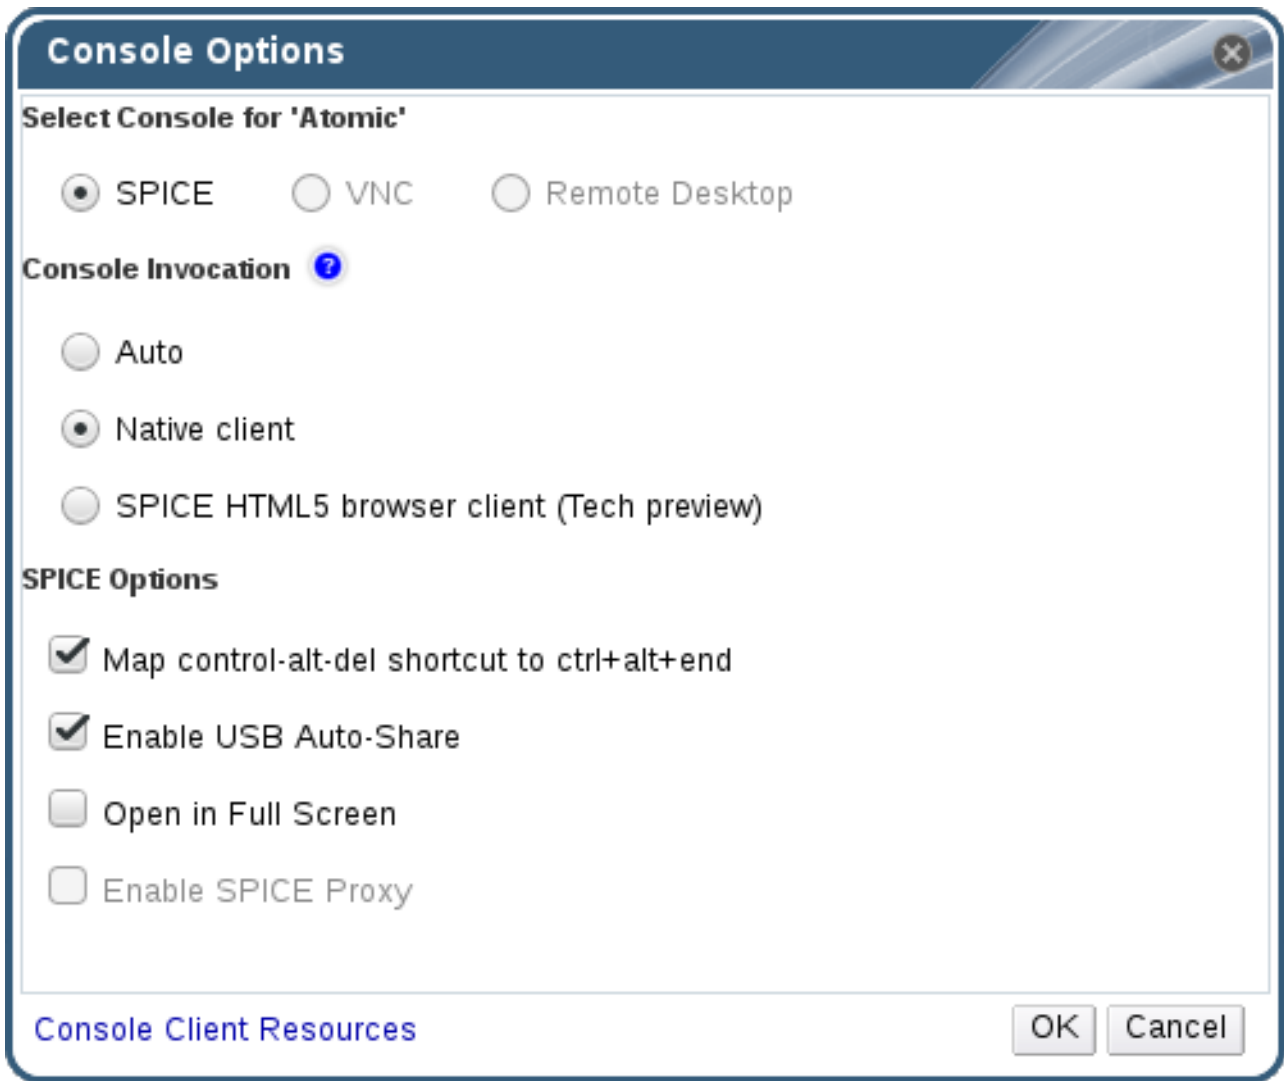 Console Options
Select Console for 'Atomic'
SPICE VNC Remote Desktop
Console Invocation ?
Auto
Native client
SPICE HTML5 browser client (Tech preview)
SPICE Options
Map control-alt-del shortcut to ctrl+alt+end
Enable USB Auto-Share
Open in Full Screen
Enable SPICE Proxy
Console Client Resources OK Cancel